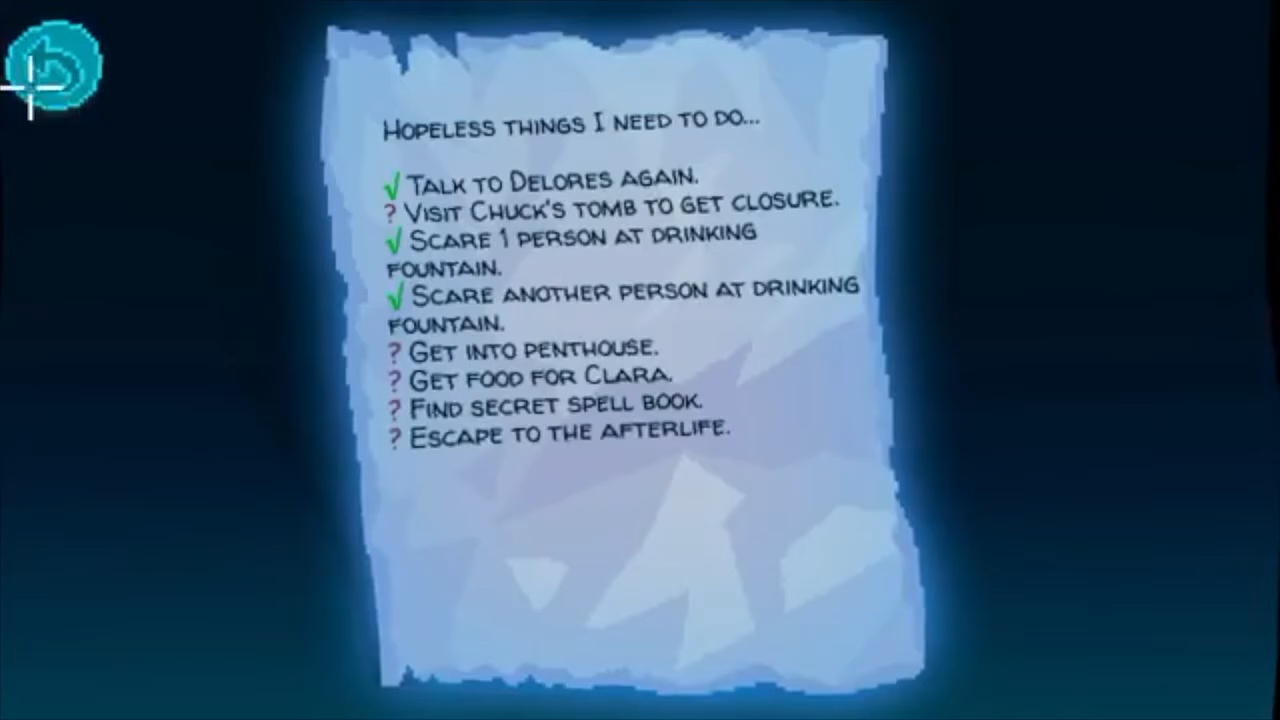 Hopeless things I need to do...
√ Talk to Delores again.
? Visit Chuck's tomb to get closure.
√ Scare 1 person at drinking
fountain.
√ Scare another person at drinking
fountain.
? Get into penthouse.
? Get food for Clara.
? Find secret spell book.
? Escape to the afterlife.